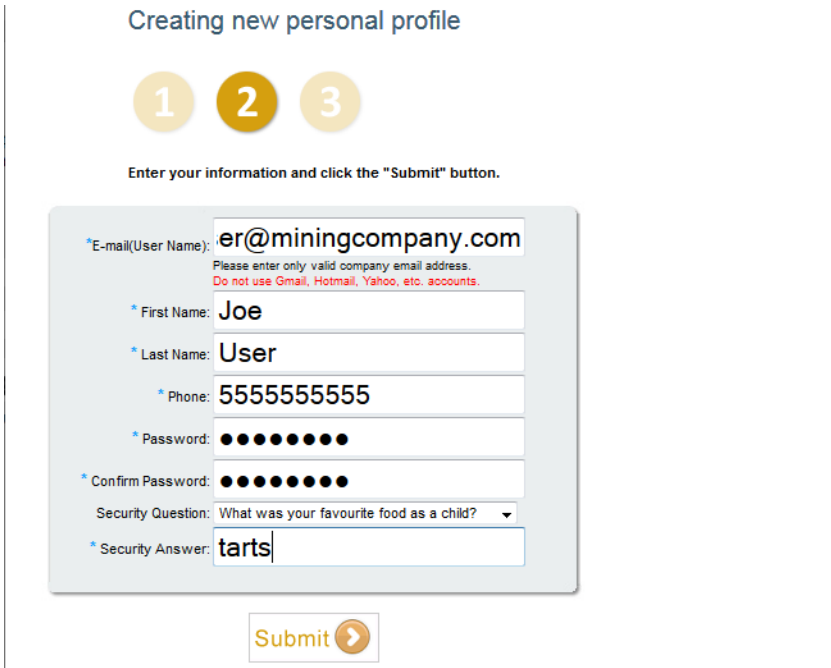 Creating new personal profile
1 2 3
Enter your information and click the "Submit" button.
*E-mail(User Name): er@miningcompany.com
Please enter only valid company email address.
Do not use Gmail, Hotmail, Yahoo, etc. accounts.
* First Name: Joe
* Last Name: User
* Phone: 5555555555
* Password: ●●●●●●●●
* Confirm Password: ●●●●●●●●
Security Question: What was your favourite food as a child?
* Security Answer: tarts
Submit